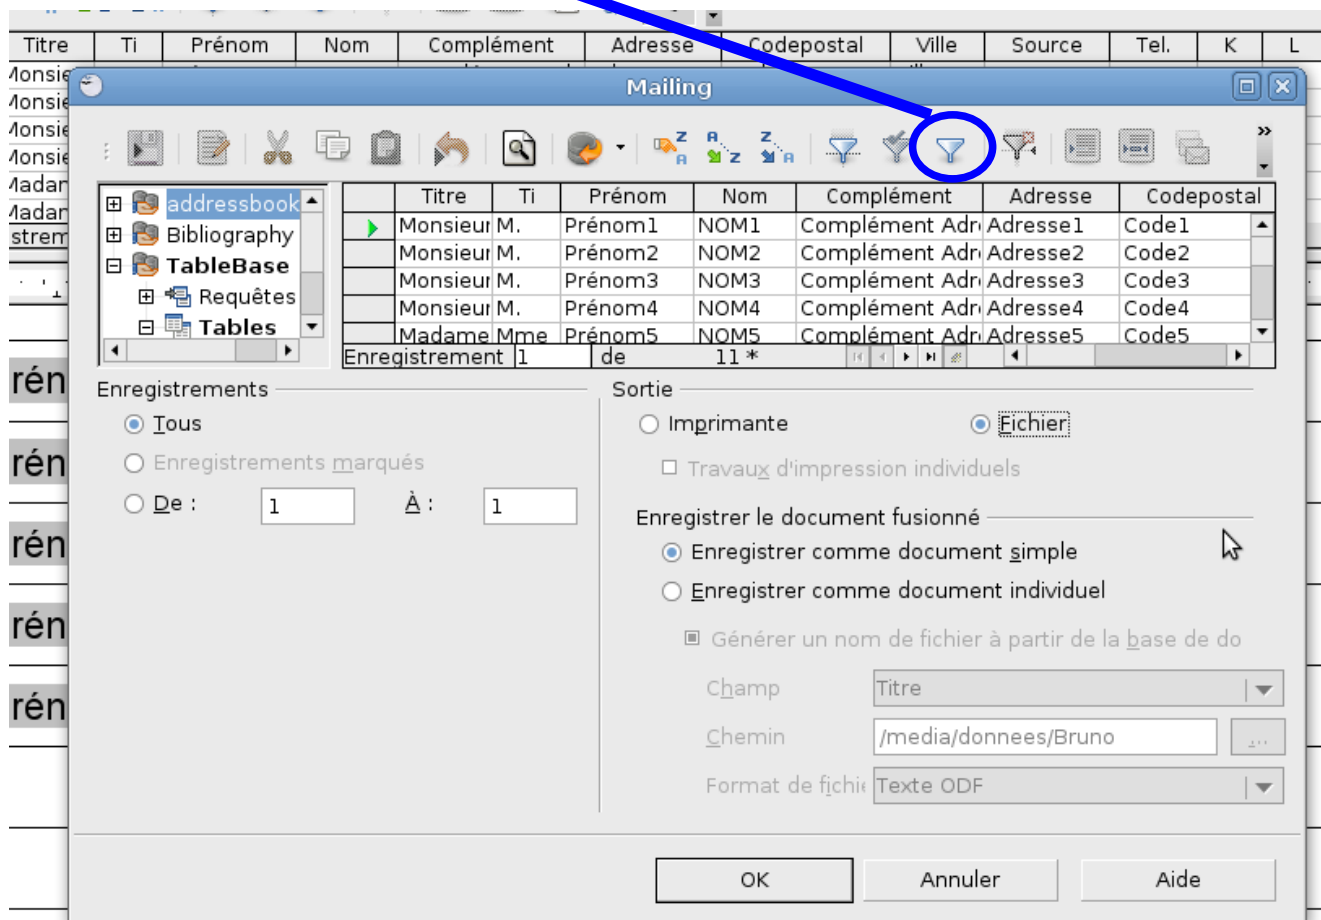 Titre Ti Prénom Nom Complément Adresse Codepostal Ville Source Tel. K L
Mailing
addressbook
Bibliography
TableBase
Requêtes
Tables
Titre Ti Prénom Nom Complément Adresse Codepostal
Monsieur M. Prénom1 NOM1 Complément Adr Adresse1 Code1
Monsieur M. Prénom2 NOM2 Complément Adr Adresse2 Code2
Monsieur M. Prénom3 NOM3 Complément Adr Adresse3 Code3
Monsieur M. Prénom4 NOM4 Complément Adr Adresse4 Code4
Madame Mme Prénom5 NOM5 Complément Adr Adresse5 Code5
Enregistrement 1 de 11 *
rén
rén
rén
rén
rén
Enregistrements
Tous
Enregistrements marqués
De : 1 À : 1
Sortie
Imprimante Fichier
Travaux d'impression individuels
Enregistrer le document fusionné
Enregistrer comme document simple
Enregistrer comme document individuel
Générer un nom de fichier à partir de la base de do
Champ Titre
Chemin /media/donnees/Bruno ...
Format de fichie Texte ODF
OK Annuler Aide